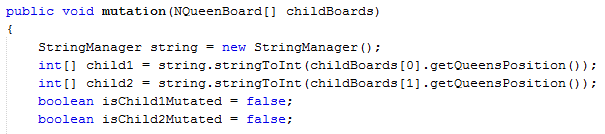 public void mutation(NQueenBoard[] childBoards)
{
StringManager string = new StringManager();
int[] child1 = string.stringToInt(childBoards[0].getQueensPosition());
int[] child2 = string.stringToInt(childBoards[1].getQueensPosition());
boolean isChild1Mutated = false;
boolean isChild2Mutated = false;